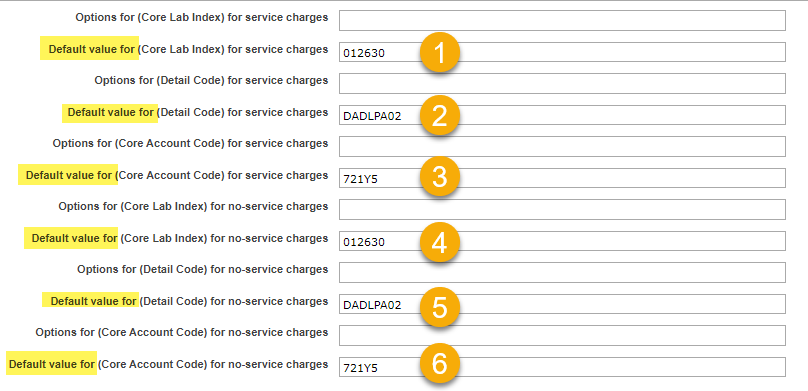 Options for (Core Lab Index) for service charges
Default value for (Core Lab Index) for service charges 012630 1
Options for (Detail Code) for service charges
Default value for (Detail Code) for service charges DADLPA02 2
Options for (Core Account Code) for service charges
Default value for (Core Account Code) for service charges 721Y5 3
Options for (Core Lab Index) for no-service charges
Default value for (Core Lab Index) for no-service charges 012630 4
Options for (Detail Code) for no-service charges
Default value for (Detail Code) for no-service charges DADLPA02 5
Options for (Core Account Code) for no-service charges
Default value for (Core Account Code) for no-service charges 721Y5 6